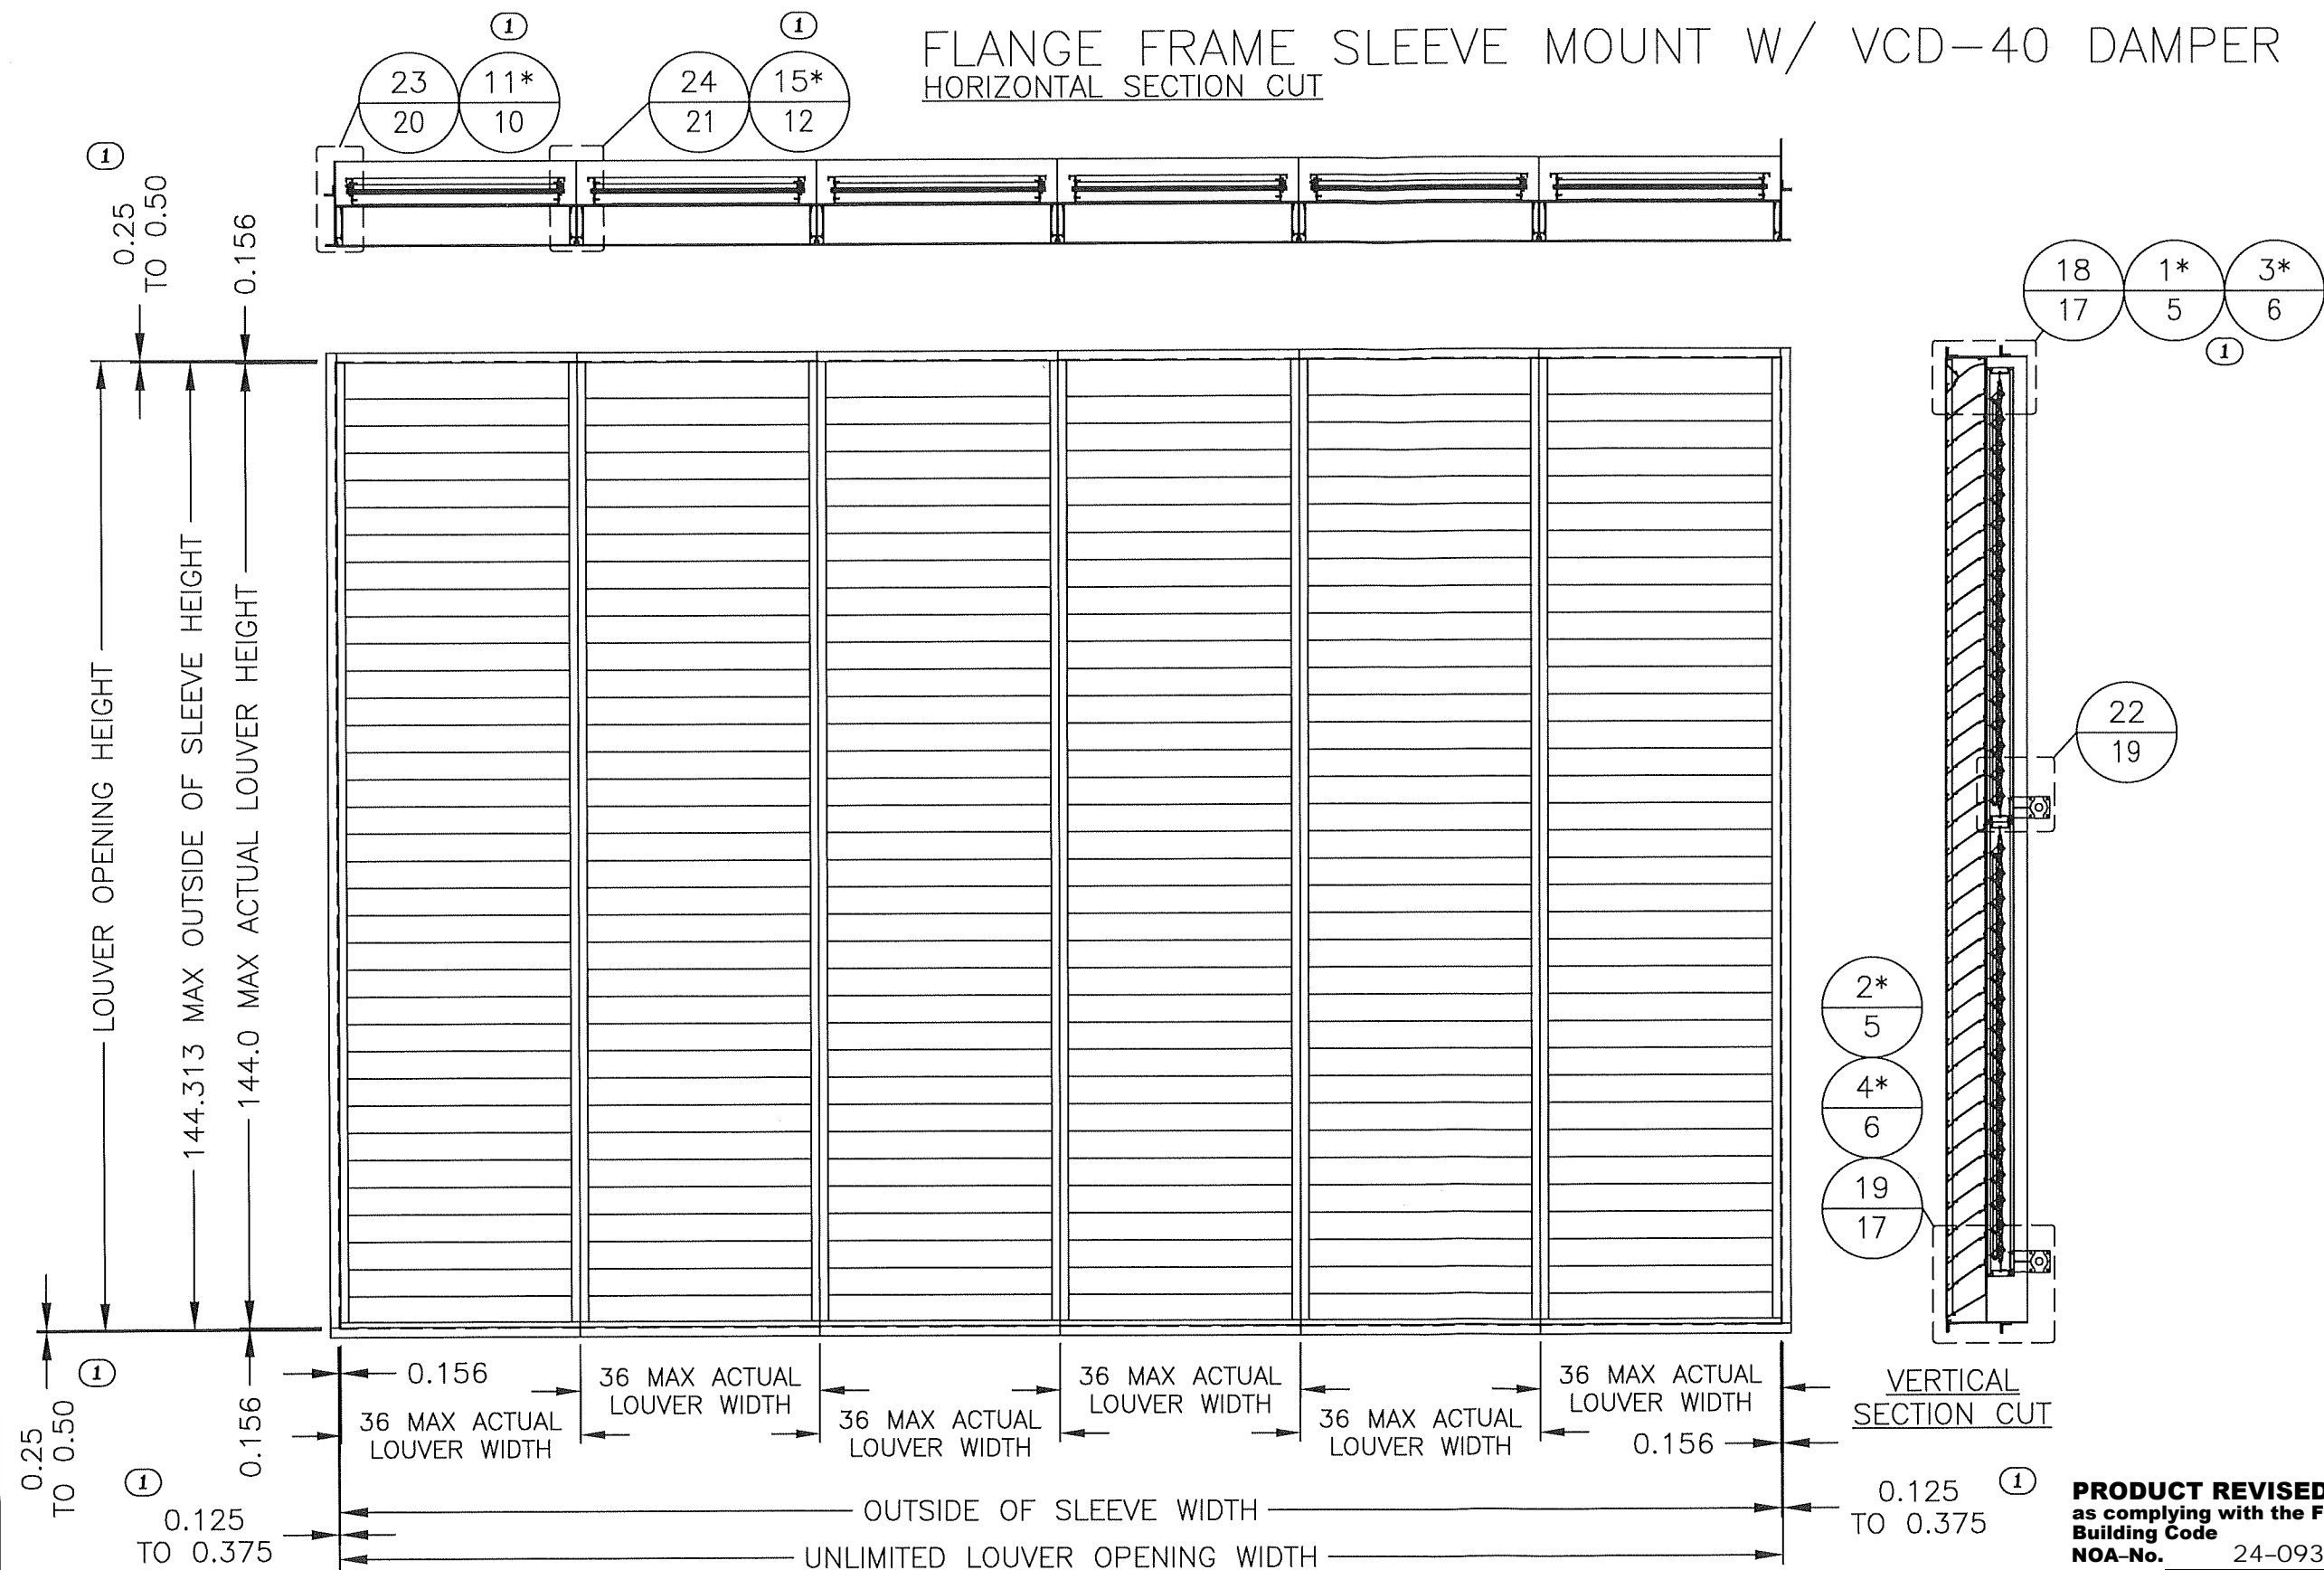 FLANGE FRAME SLEEVE MOUNT W/ VCD-40 DAMPER
HORIZONTAL SECTION CUT
1
1
23
20
11*
10
24
21
15*
12
1
0.25
TO 0.50
0.156
18
17
1*
5
3*
6
1
LOUVER OPENING HEIGHT
144.313 MAX OUTSIDE OF SLEEVE HEIGHT
144.0 MAX ACTUAL LOUVER HEIGHT
22
19
2*
5
4*
6
19
17
VERTICAL
SECTION CUT
1
0.25
TO 0.50
0.156
0.156
36 MAX ACTUAL
LOUVER WIDTH
36 MAX ACTUAL
LOUVER WIDTH
36 MAX ACTUAL
LOUVER WIDTH
36 MAX ACTUAL
LOUVER WIDTH
36 MAX ACTUAL
LOUVER WIDTH
36 MAX ACTUAL
LOUVER WIDTH
0.156
1
0.125
TO 0.375
OUTSIDE OF SLEEVE WIDTH
UNLIMITED LOUVER OPENING WIDTH
0.125
TO 0.375
1
PRODUCT REVISED
as complying with the F
Building Code
NOA-No. 24-093